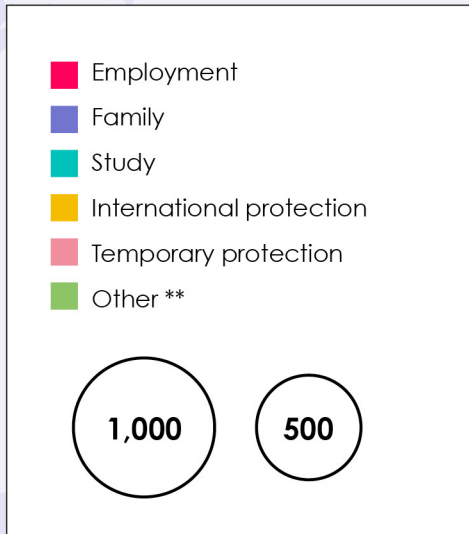 Employment
Family
Study
International protection
Temporary protection
Other **
1,000
500